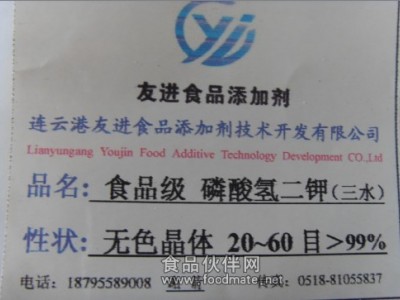 友进食品添加剂
连云港友进食品添加剂技术开发有限公司
Lianyungang Youjin Food Additive Technology Development CO.,Ltd
品名: 食品级 磷酸氢二钾(三水)
性状: 无色晶体 20~60 目>99%
电话: 18795589008 传真: 0518-81055837
食品伙伴网
www.foodmate.net